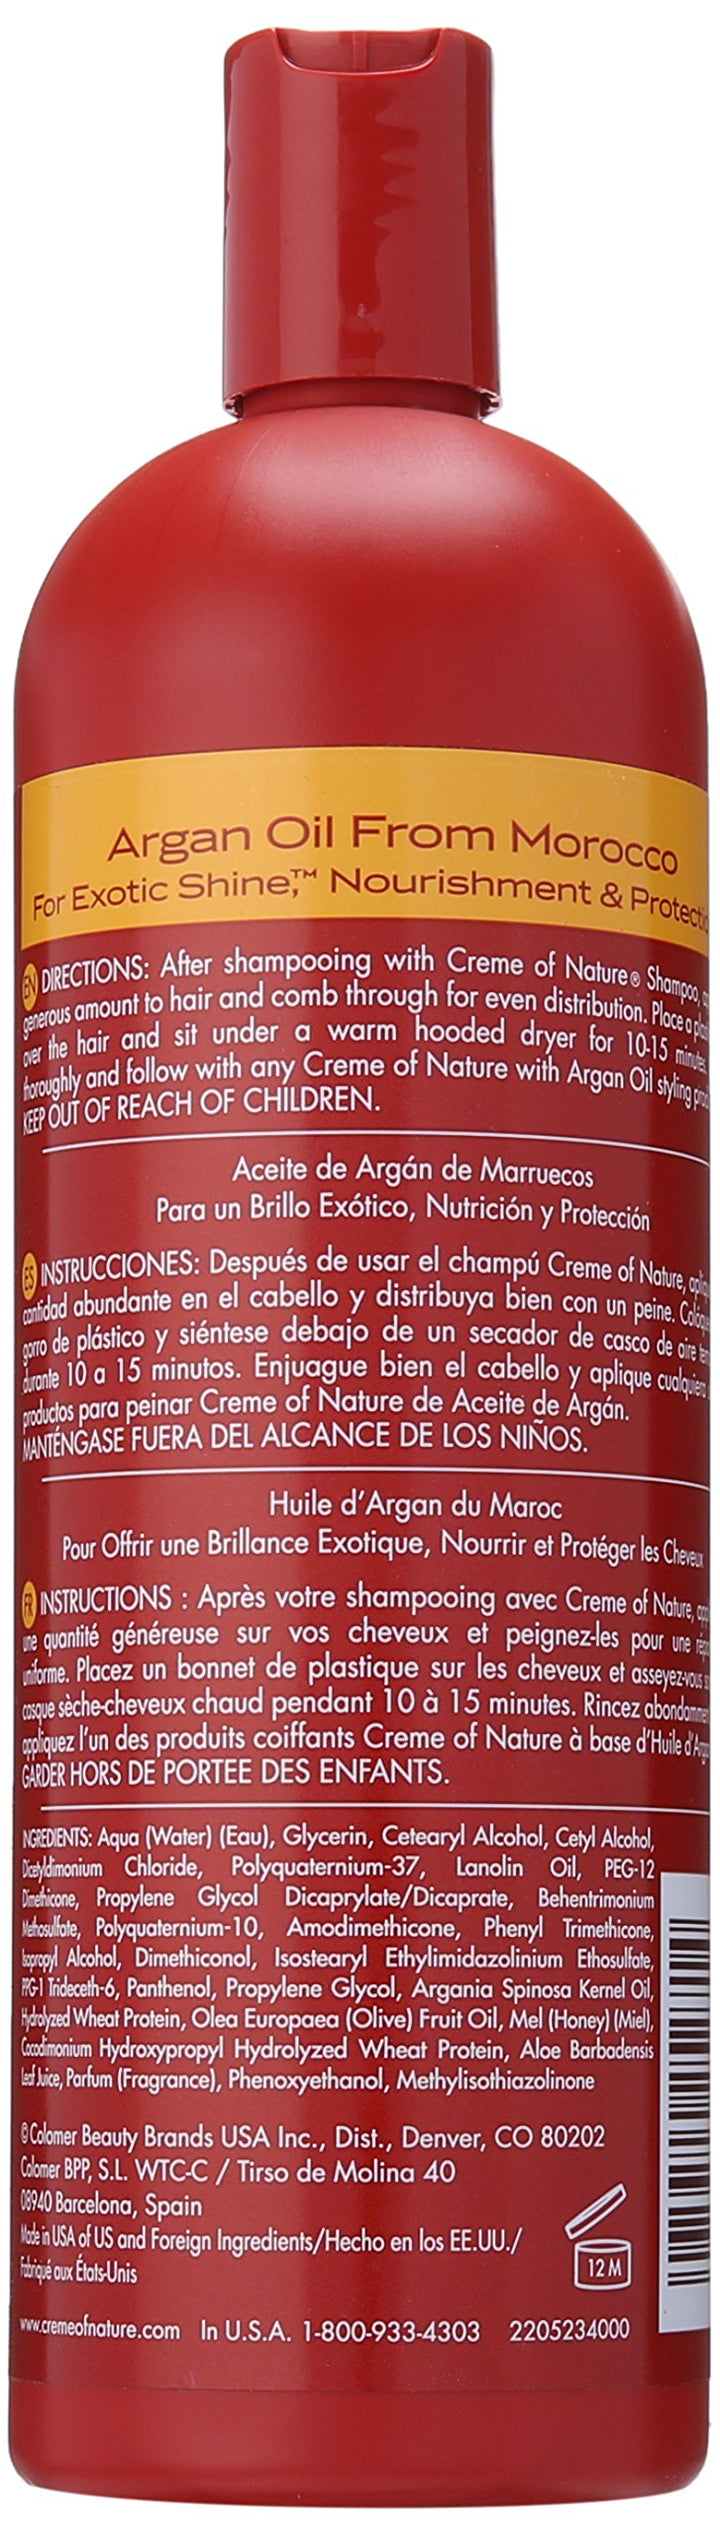 Argan Oil From Morocco
For Exotic Shine,™ Nourishment &
EN DIRECTIONS: After shampooing with Creme of Nature® Shampoo,
generous amount to hair and comb through for even distribution. Place a
over the hair and sit under a warm hooded dryer for 10-15 minutes.
thoroughly and follow with any Creme of Nature with Argan Oil styling
KEEP OUT OF REACH OF CHILDREN.
Aceite de Argán de Marruecos
Para un Brillo Exótico, Nutrición y Protección
ES INSTRUCCIONES: Después de usar el champú Creme of Nature,
cantidad abundante en el cabello y distribuya bien con un peine.
gorro de plástico y siéntese debajo de un secador de casco de aire
durante 10 a 15 minutos. Enjuague bien el cabello y aplique cualquiera
productos para peinar Creme of Nature de Aceite de Argán.
MANTÉNGASE FUERA DEL ALCANCE DE LOS NIÑOS.
Huile d'Argan du Maroc
Pour Offrir une Brillance Exotique, Nourrir et Protéger les Cheveux
FR INSTRUCTIONS : Après votre shampooing avec Creme of Nature,
une quantité généreuse sur vos cheveux et peignez-les pour une
uniforme. Placez un bonnet de plastique sur les cheveux et asseyez-vous
casque sèche-cheveux chaud pendant 10 à 15 minutes. Rincez
appliquez l'un des produits coiffants Creme of Nature à base d'Huile
GARDER HORS DE PORTEE DES ENFANTS.
INGREDIENTS: Aqua (Water) (Eau), Glycerin, Cetearyl Alcohol, Cetyl Alcohol,
Dicetyldimonium Chloride, Polyquaternium-37, Lanolin Oil, PEG-12
Dimethicone, Propylene Glycol Dicaprylate/Dicaprate, Behentrimonium
Methosulfate, Polyquaternium-10, Amodimethicone, Phenyl Trimethicone,
Isopropyl Alcohol, Dimethiconol, Isostearyl Ethylimidazolinium Ethosulfate,
PPG-1 Trideceth-6, Panthenol, Propylene Glycol, Argania Spinosa Kernel Oil,
Hydrolyzed Wheat Protein, Olea Europaea (Olive) Fruit Oil, Mel (Honey) (Miel),
Cocodimonium Hydroxypropyl Hydrolyzed Wheat Protein, Aloe Barbadensis
Leaf Juice, Parfum (Fragrance), Phenoxyethanol, Methylisothiazolinone
© Colomer Beauty Brands USA Inc., Dist., Denver, CO 80202
Colomer BPP, S.L. WTC-C / Tirso de Molina 40
08940 Barcelona, Spain
Made in USA of US and Foreign Ingredients/Hecho en los EE.UU./
Fabriqué aux États-Unis
12 M
www.cremeofnature.com In U.S.A. 1-800-933-4303 2205234000